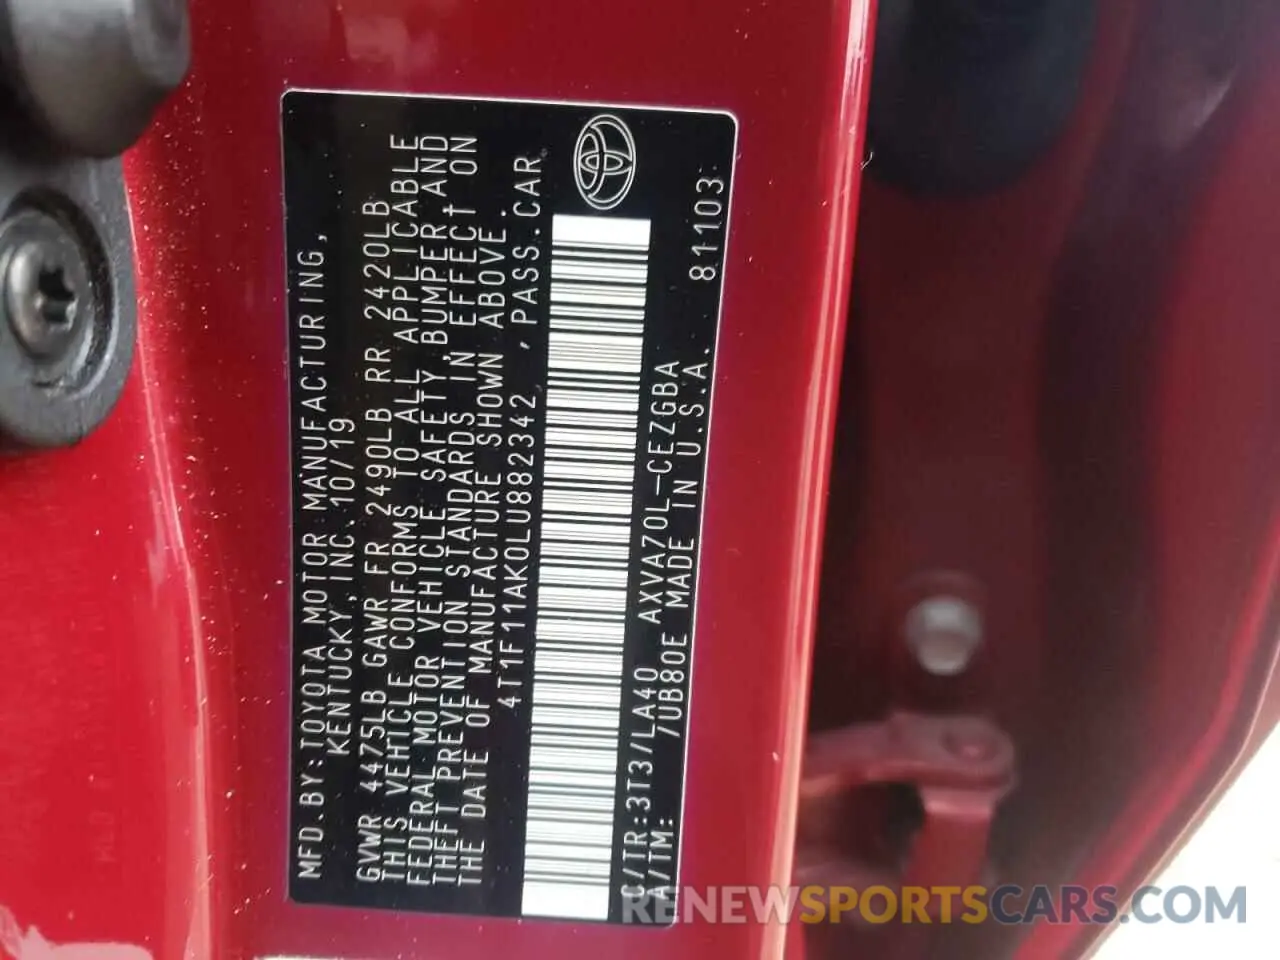 MFD.BY:TOYOTA MOTOR MANUFACTURING,
KENTUCKY,INC. 10/19
GVWR 4475LB GAWR FR 2490LB RR 2420LB
THIS VEHICLE CONFORMS TO ALL APPLICABLE
FEDERAL MOTOR VEHICLE SAFETY,BUMPER,AND
THEFT PREVENTION STANDARDS IN EFFECT ON
THE DATE OF MANUFACTURE SHOWN ABOVE.
4T1F11AK0LU882342 ,PASS.CAR
C/TR:3T3/LA40 AXVA70L-CEZGBA
A/TM: /UB80E MADE IN U.S.A. 81103
RENEWSPORTSCARS.COM